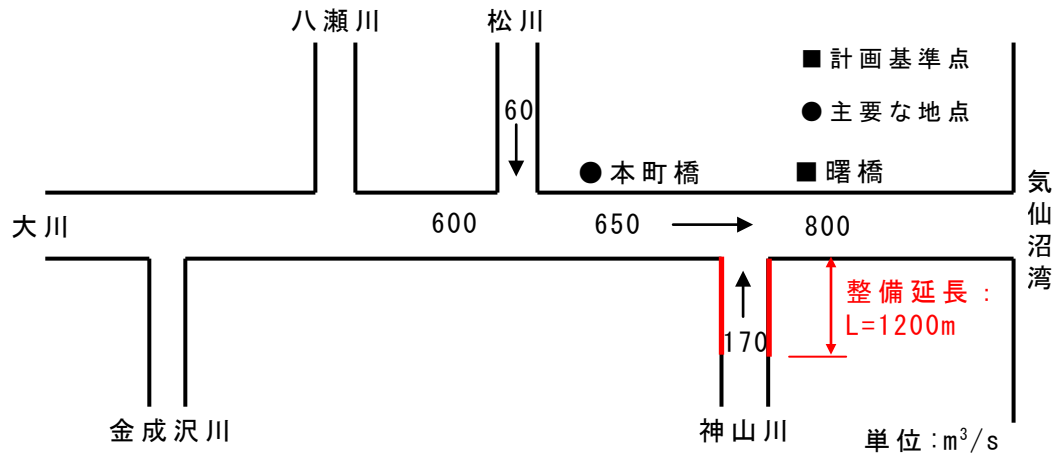 八瀬川
松川
■計画基準点
60
●主要な地点
●本町橋
■曙橋
気仙沼湾
大川
600
650
800
整備延長：
L=1200m
170
金成沢川
神山川
単位:m³/s